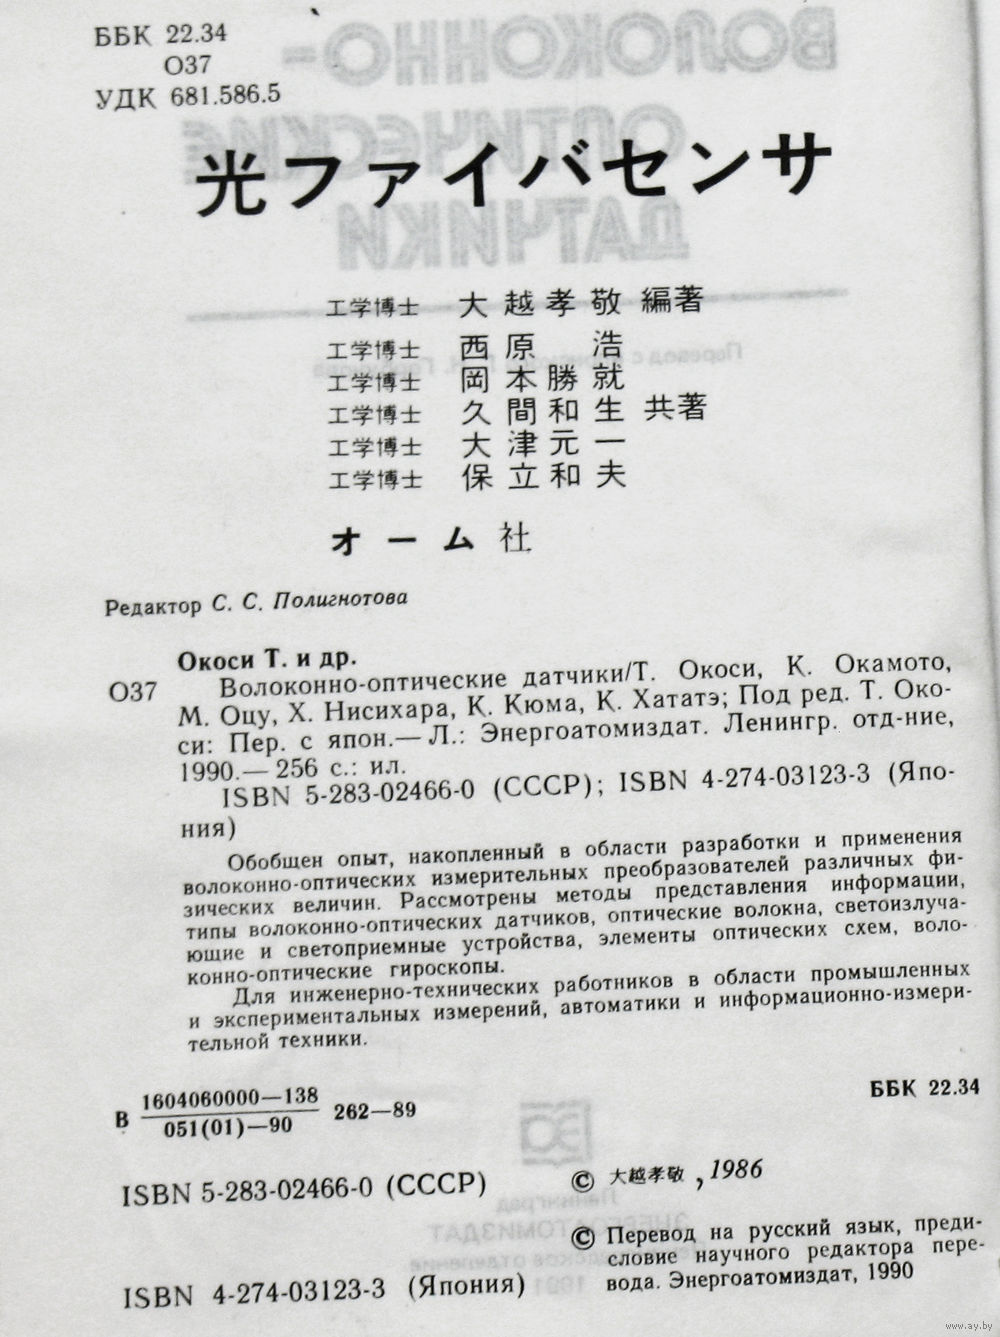 ББК 22.34
О37
УДК 681.586.5
光ファイバセンサ
工学博士 大越孝敬 編著
工学博士 西原 浩
工学博士 岡本勝就
工学博士 久間和生 共著
工学博士 大津元一
工学博士 保立和夫
オーム社
Редактор С. С. Полигнотова
Окоси Т. и др.
О37 Волоконно-оптические датчики/Т. Окоси, К. Окамото,
М. Оцу, Х. Нисихара, К. Кюма, К. Хататэ; Под ред. Т. Око-
си: Пер. с япон.— Л.: Энергоатомиздат. Ленингр. отд-ние,
1990.— 256 с.: ил.
ISBN 5-283-02466-0 (СССР); ISBN 4-274-03123-3 (Япо-
ния)
Обобщен опыт, накопленный в области разработки и применения
волоконно-оптических измерительных преобразователей различных фи-
зических величин. Рассмотрены методы представления информации,
типы волоконно-оптических датчиков, оптические волокна, светоизлуча-
ющие и светоприемные устройства, элементы оптических схем, воло-
конно-оптические гироскопы.
Для инженерно-технических работников в области промышленных
и экспериментальных измерений, автоматики и информационно-измери-
тельной техники.
В 1604060000—138
051(01)—90 262—89
ББК 22.34
ISBN 5-283-02466-0 (СССР)
© 大越孝敬, 1986
© Перевод на русский язык, преди-
словие научного редактора пере-
вода. Энергоатомиздат, 1990
ISBN 4-274-03123-3 (Япония)
www.ay.by